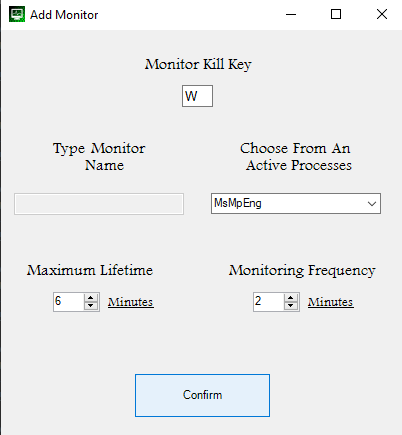 Add Monitor
Monitor Kill Key
W
Type Monitor
Name
Choose From An
Active Processes
MsMpEng
Maximum Lifetime
Monitoring Frequency
6 Minutes
2 Minutes
Confirm